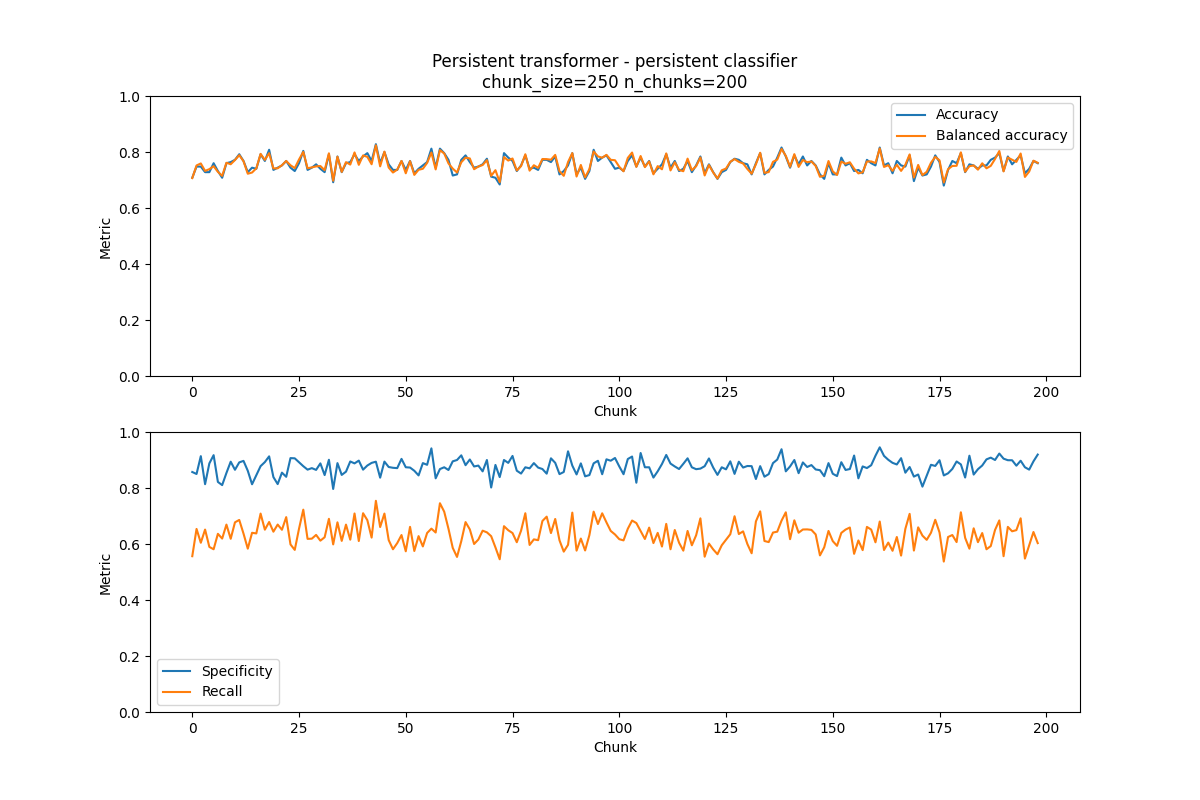 Persistent transformer - persistent classifier
chunk_size=250 n_chunks=200
1.0
0.8
0.6
0.4
0.2
0.0
Metric
Accuracy
Balanced accuracy
0 25 50 75 100 125 150 175 200
Chunk
1.0
0.8
0.6
0.4
0.2
0.0
Metric
Specificity
Recall
0 25 50 75 100 125 150 175 200
Chunk